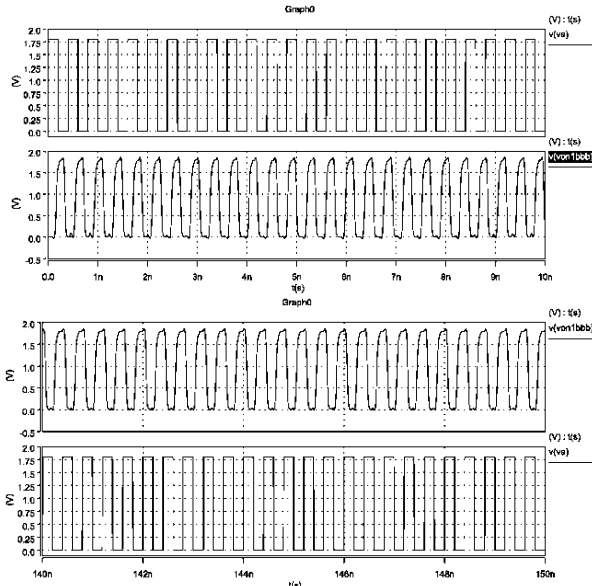 Graph0
(V) : t(s)
v(va)
2.0
1.75
1.5
1.25
1.0
0.75
0.5
0.25
0.0
(V)
(V) : t(s)
v(von1bbb)
2.0
1.5
1.0
0.5
0.0
-0.5
(V)
0.0 1n 2n 3n 4n 5n 6n 7n 8n 9n 10n
t(s)
Graph0
(V) : t(s)
v(von1bbb)
2.0
1.5
1.0
0.5
0.0
-0.5
(V)
(V) : t(s)
v(va)
2.0
1.75
1.5
1.25
1.0
0.75
0.5
0.25
0.0
(V)
140n 142n 144n 146n 148n 150n
t(s)